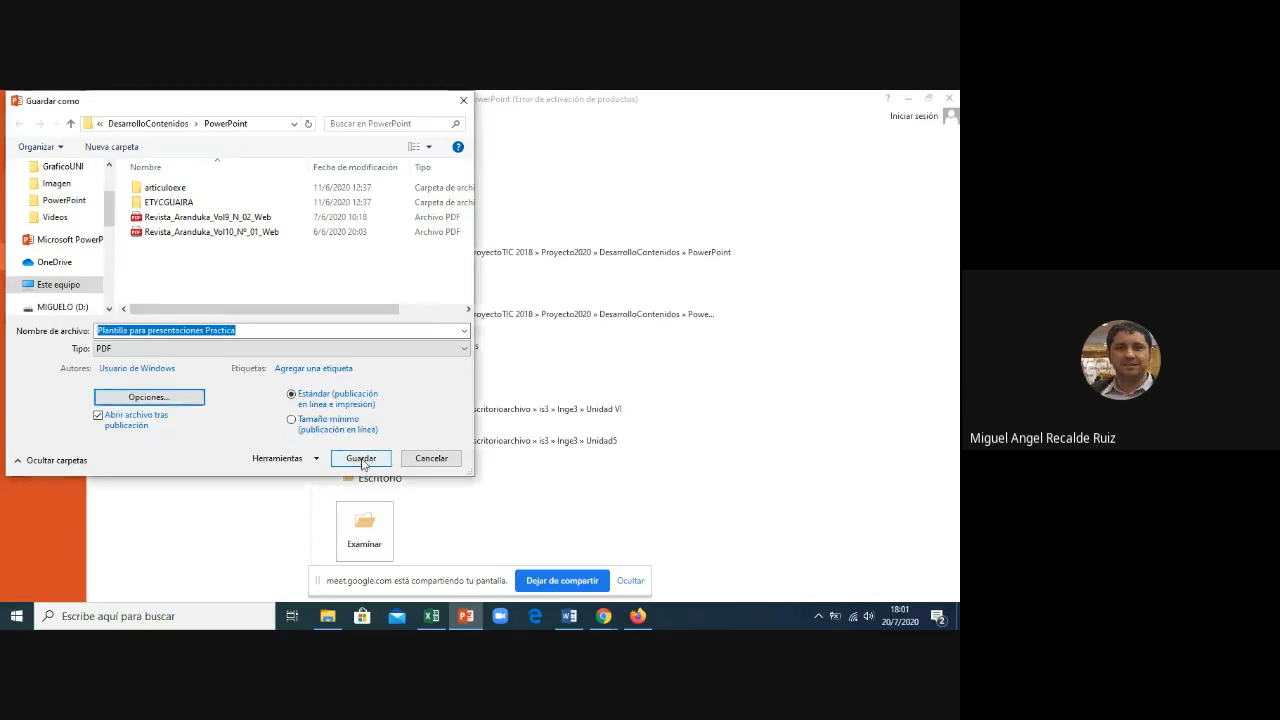 Guardar como
PowerPoint (Error de activación de productos)
Iniciar sesión
« DesarrolloContenidos PowerPoint
Buscar en PowerPoint
Organizar
Nueva carpeta
GraficoUNI
Imagen
PowerPoint
Videos
Microsoft PowerP
OneDrive
Este equipo
MIGUELO (D:)
Nombre Fecha de modificación Tipo
articuloexe 11/6/2020 12:37 Carpeta de archi
ETYCGUAIRA 11/6/2020 12:37 Carpeta de archi
Revista_Aranduka_Vol9_N_02_Web 7/6/2020 10:18 Archivo PDF
Revista_Aranduka_Vol10_Nº_01_Web 6/6/2020 20:03 Archivo PDF
royectoTIC 2018 » Proyecto2020 » DesarrolloContenidos » PowerPoint
royectoTIC 2018 » Proyecto2020 » DesarrolloContenidos » Powe...
s
scritorioarchivo » is3 » Inge3 » Unidad VI
scritorioarchivo » is3 » Inge3 » Unidad5
Nombre de archivo: Plantilla para presentaciones Practica
Tipo: PDF
Autores: Usuario de Windows
Etiquetas: Agregar una etiqueta
Opciones...
Abrir archivo tras
publicación
Estándar (publicación
en línea e impresión)
Tamaño mínimo
(publicación en línea)
Ocultar carpetas
Herramientas
Guardar
Cancelar
Escritorio
Examinar
meet.google.com está compartiendo tu pantalla.
Dejar de compartir
Ocultar
Escribe aquí para buscar
18:01
20/7/2020
2
Miguel Angel Recalde Ruiz